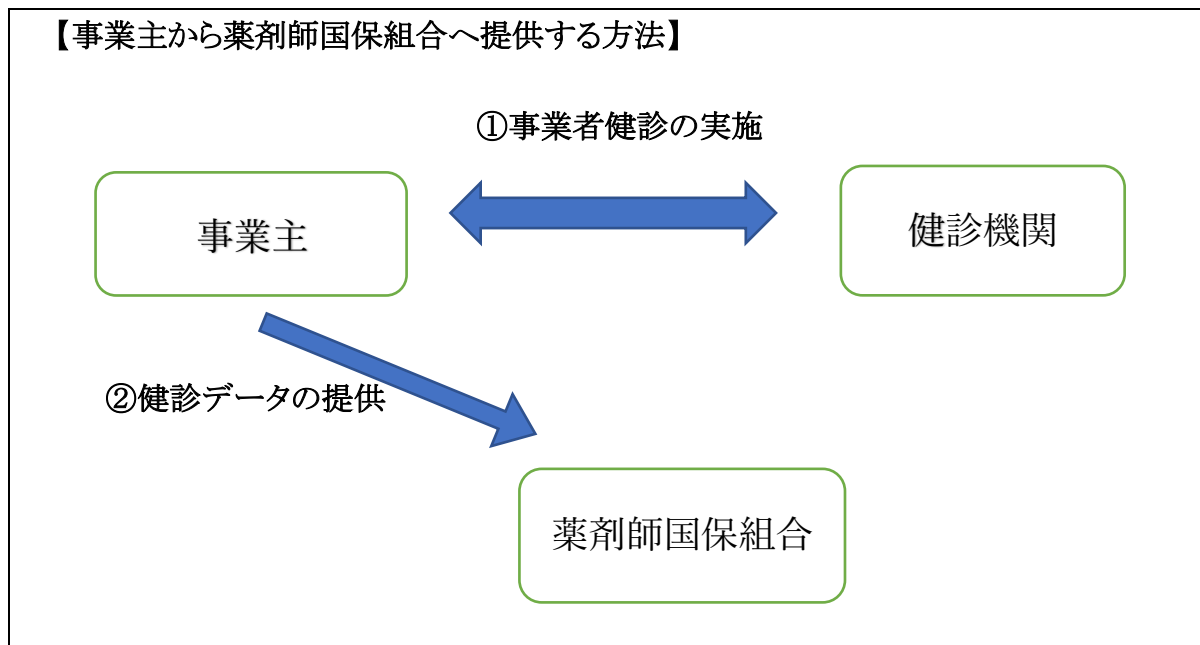 【事業主から薬剤師国保組合へ提供する方法】
①事業者健診の実施
事業主
健診機関
②健診データの提供
薬剤師国保組合